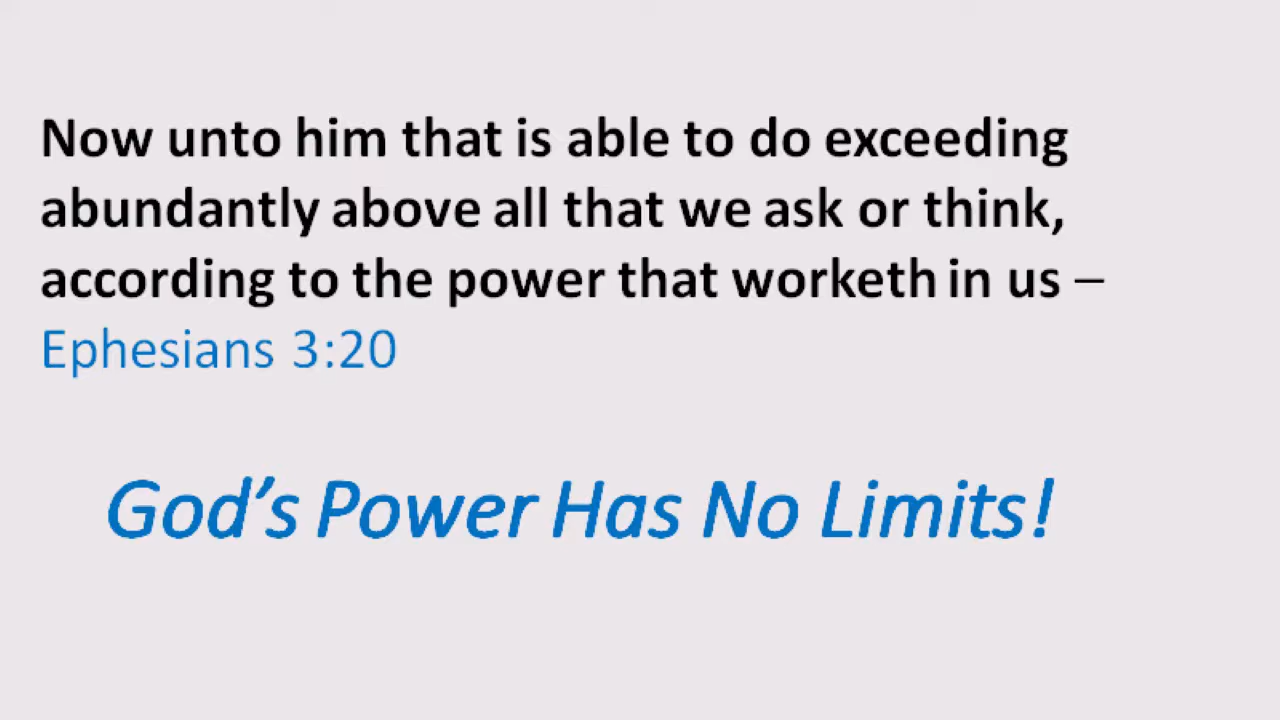 Now unto him that is able to do exceeding
abundantly above all that we ask or think,
according to the power that worketh in us –
Ephesians 3:20
God’s Power Has No Limits!